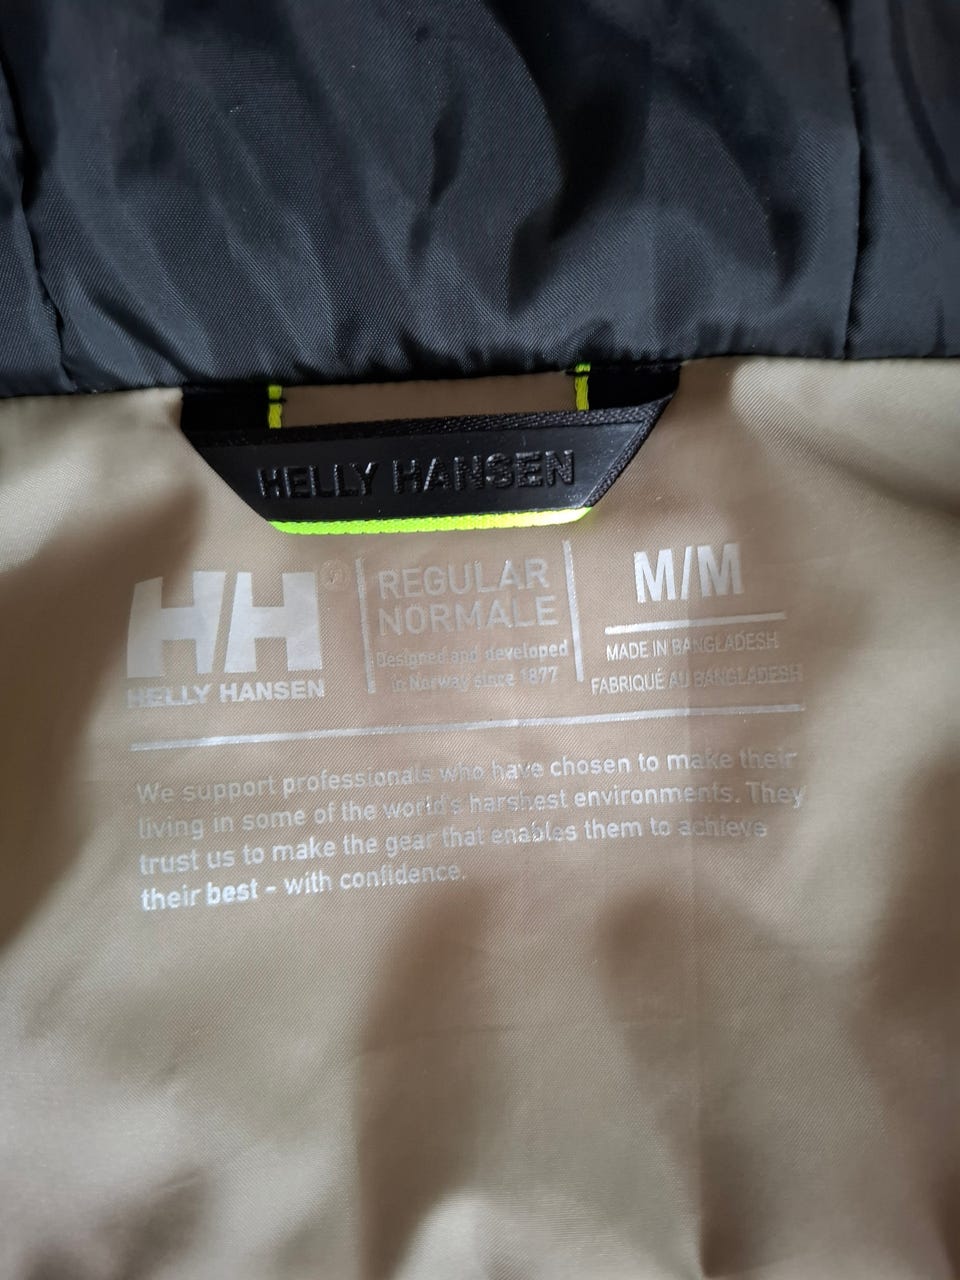 HELLY HANSEN
HH®
HELLY HANSEN
REGULAR
NORMALE
Designed and developed
in Norway since 1877
M/M
MADE IN BANGLADESH
FABRIQUÉ AU BANGLADESH
We support professionals who have chosen to make their
living in some of the world's harshest environments. They
trust us to make the gear that enables them to achieve
their best - with confidence.